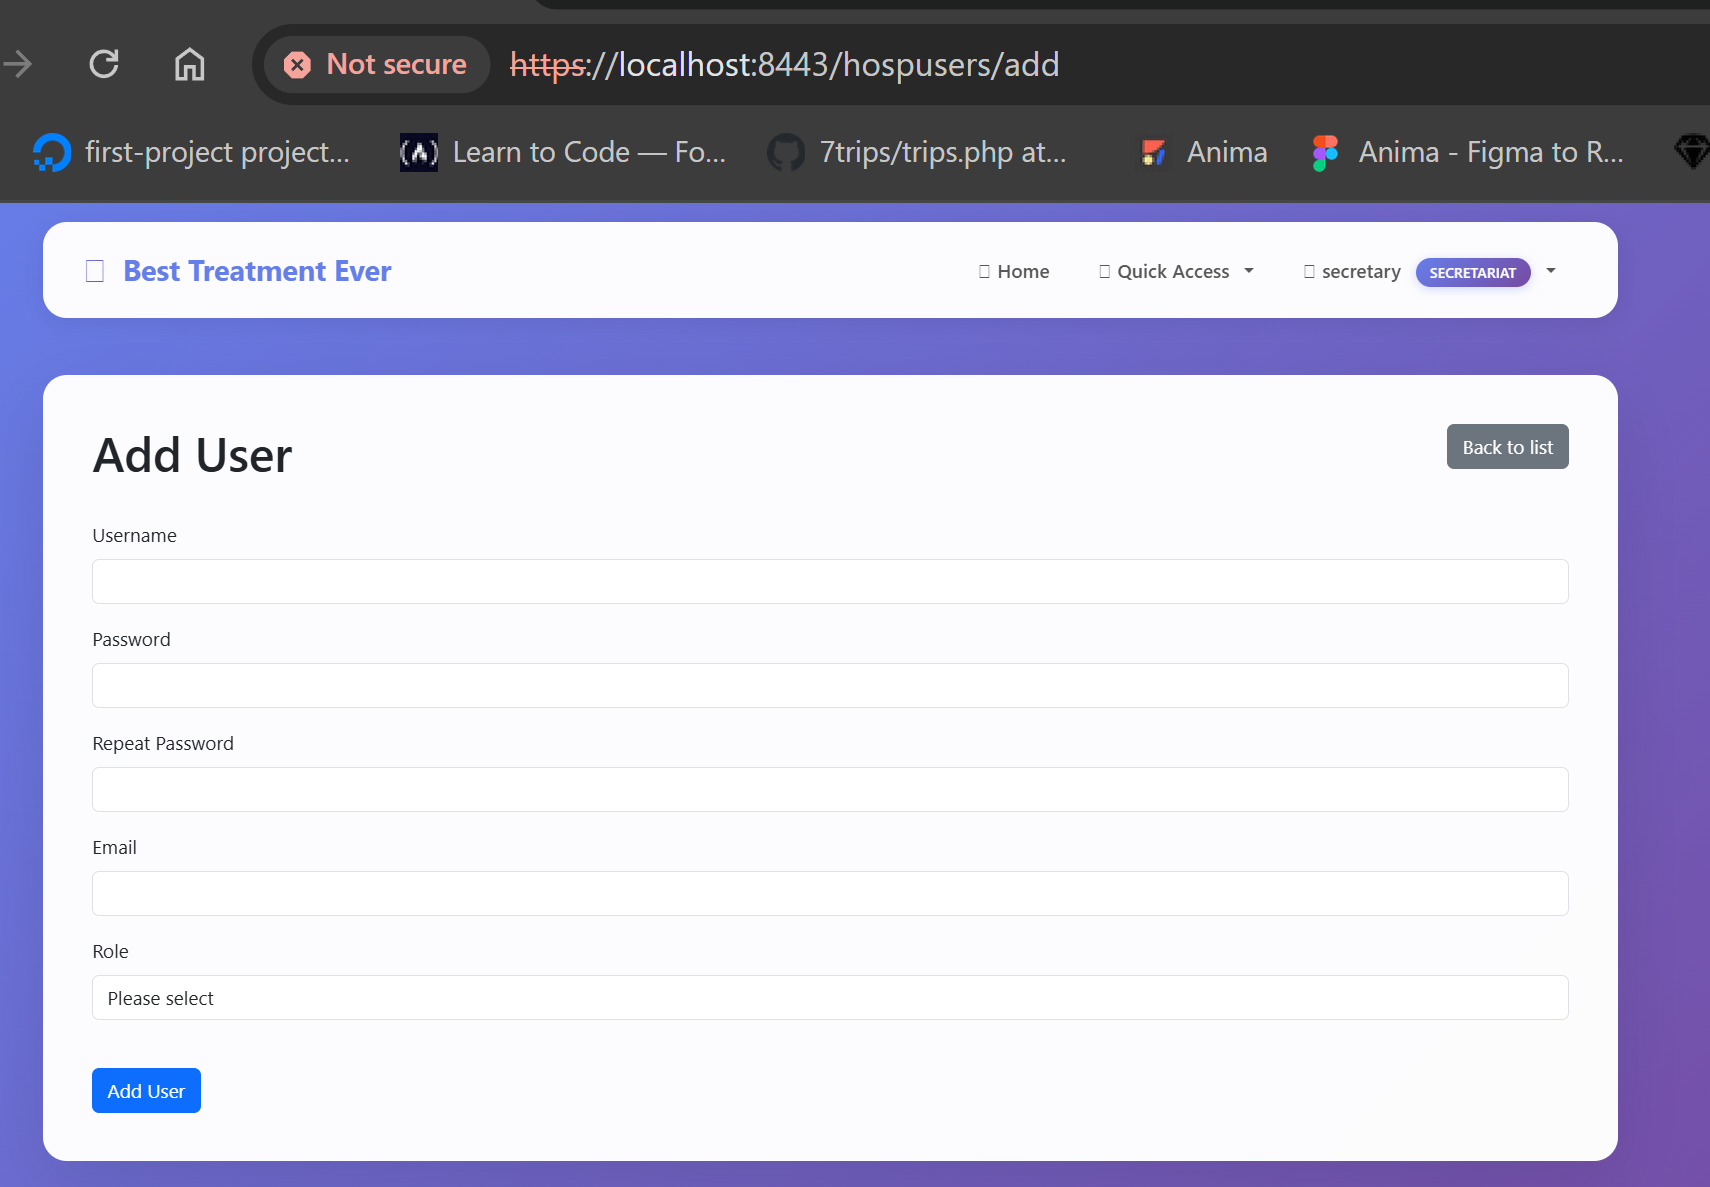 Not secure https://localhost:8443/hospusers/add
first-project project... Learn to Code — Fo... 7trips/trips.php at... Anima Anima - Figma to R...
Best Treatment Ever Home Quick Access secretary SECRETARIAT
Add User Back to list
Username
Password
Repeat Password
Email
Role
Please select
Add User